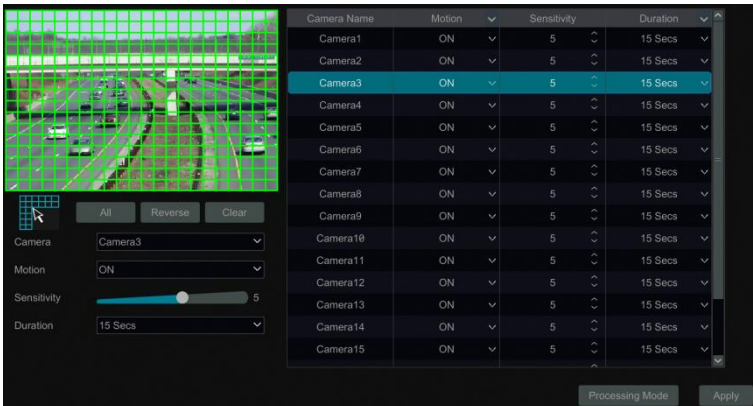 Camera Name Motion Sensitivity Duration
Camera1 ON 5 15 Secs
Camera2 ON 5 15 Secs
Camera3 ON 5 15 Secs
Camera4 ON 5 15 Secs
Camera5 ON 5 15 Secs
Camera6 ON 5 15 Secs
Camera7 ON 5 15 Secs
Camera8 ON 5 15 Secs
Camera9 ON 5 15 Secs
Camera10 ON 5 15 Secs
Camera11 ON 5 15 Secs
Camera12 ON 5 15 Secs
Camera13 ON 5 15 Secs
Camera14 ON 5 15 Secs
Camera15 ON 5 15 Secs
All Reverse Clear
Camera Camera3
Motion ON
Sensitivity 5
Duration 15 Secs
Processing Mode Apply